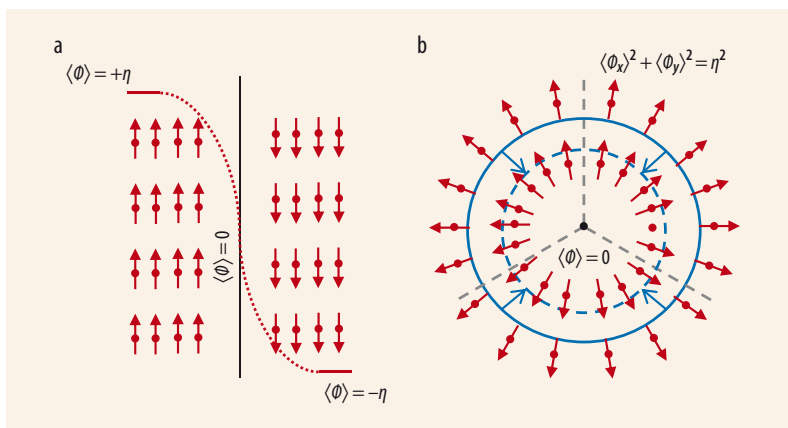 a
⟨Φ⟩ = +η
⟨Φ⟩ = 0
⟨Φ⟩ = −η
b
⟨Φx⟩² + ⟨Φy⟩² = η²
⟨Φ⟩ = 0